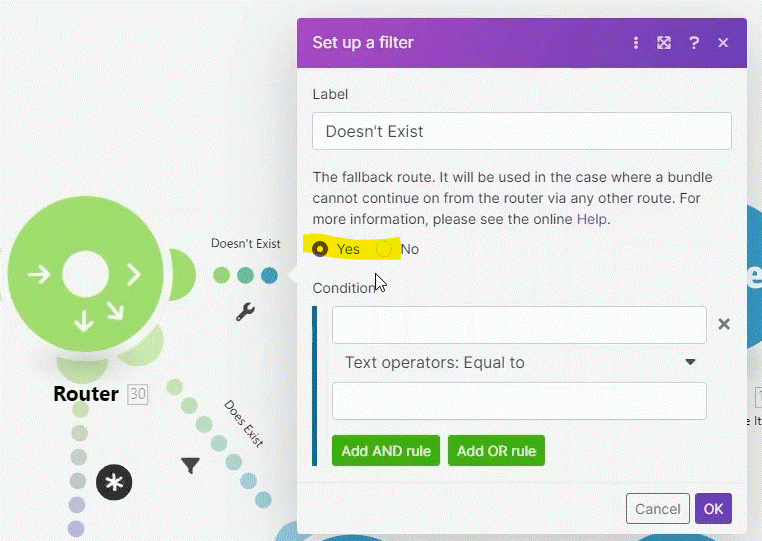 Set up a filter
?
Label
Doesn't Exist
The fallback route. It will be used in the case where a bundle
cannot continue on from the router via any other route. For
more information, please see the online Help.
Yes
No
Condition
Text operators: Equal to
Add AND rule
Add OR rule
Cancel
OK
Doesn't Exist
Router
30
Does Exist
e It